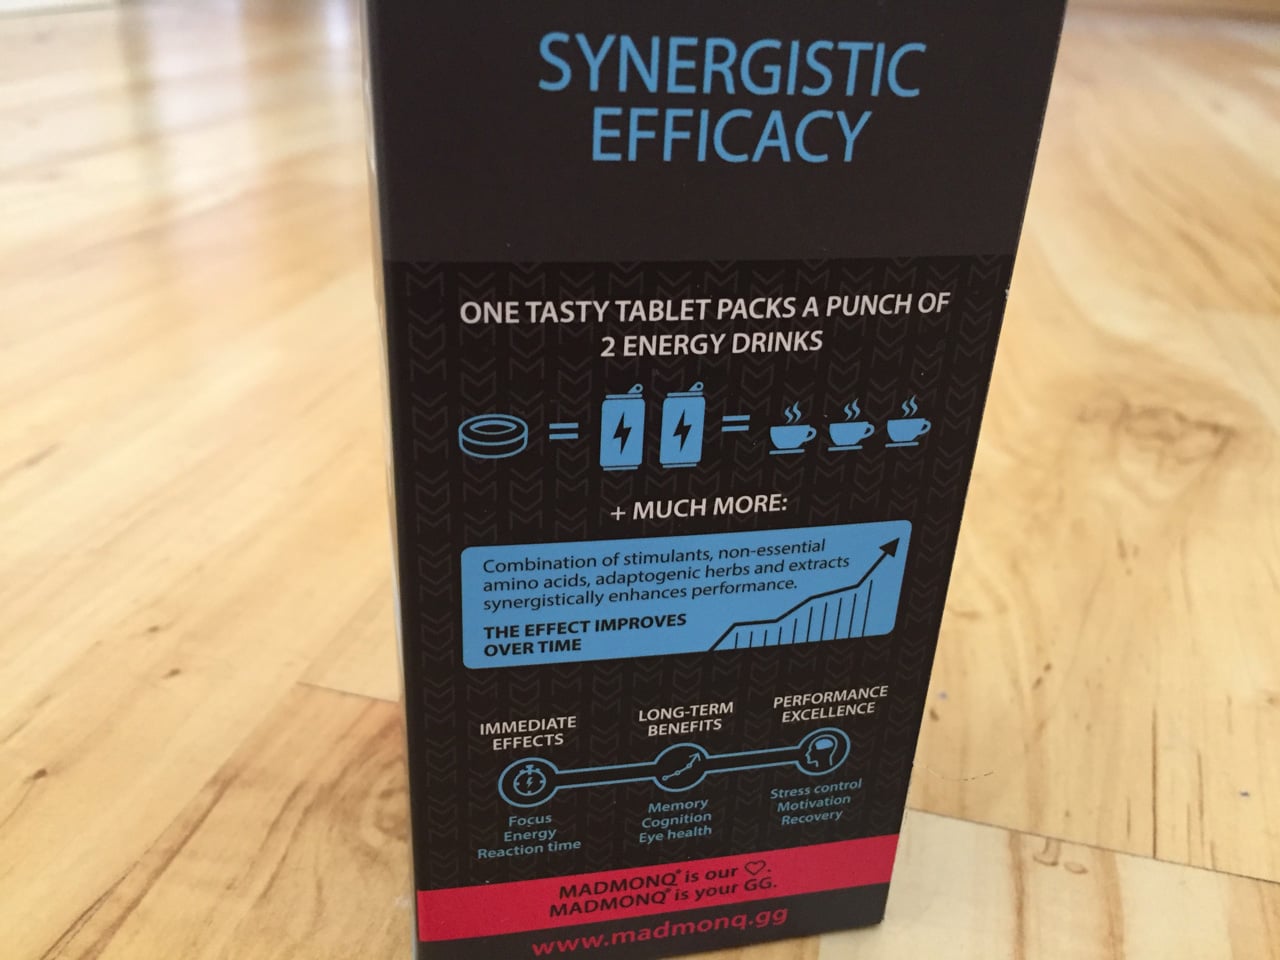 SYNERGISTIC
EFFICACY
ONE TASTY TABLET PACKS A PUNCH OF
2 ENERGY DRINKS
= =
+ MUCH MORE:
Combination of stimulants, non-essential
amino acids, adaptogenic herbs and extracts
synergistically enhances performance.
THE EFFECT IMPROVES
OVER TIME
IMMEDIATE
EFFECTS
Focus
Energy
Reaction time
LONG-TERM
BENEFITS
Memory
Cognition
Eye health
PERFORMANCE
EXCELLENCE
Stress control
Motivation
Recovery
MADMONQ® is our ♡.
MADMONQ® is your GG.
www.madmonq.gg